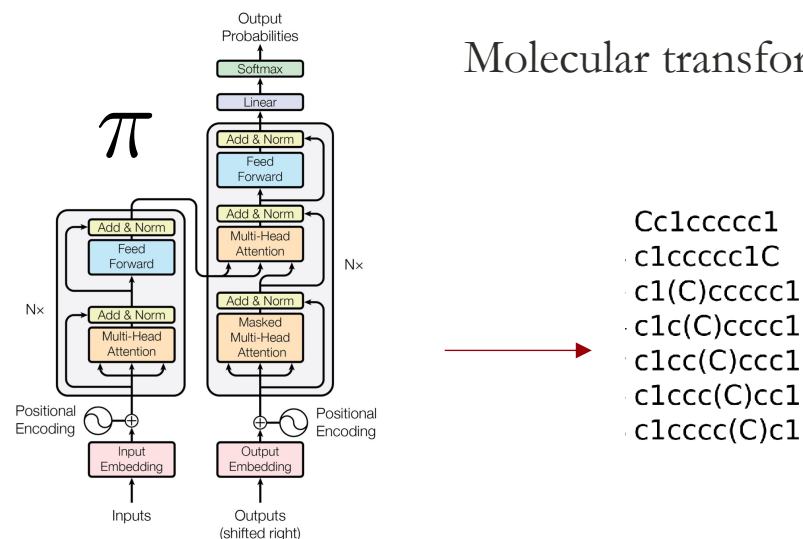 Molecular transfor
π
Output
Probabilities
Softmax
Linear
Add & Norm
Feed
Forward
Add & Norm
Multi-Head
Attention
Nx
Add & Norm
Masked
Multi-Head
Attention
Positional
Encoding
Output
Embedding
Outputs
(shifted right)
Add & Norm
Feed
Forward
Nx
Add & Norm
Multi-Head
Attention
Positional
Encoding
Input
Embedding
Inputs
Cc1ccccc1
c1ccccc1C
c1(C)ccccc1
c1c(C)cccc1
c1cc(C)ccc1
c1ccc(C)cc1
c1cccc(C)c1